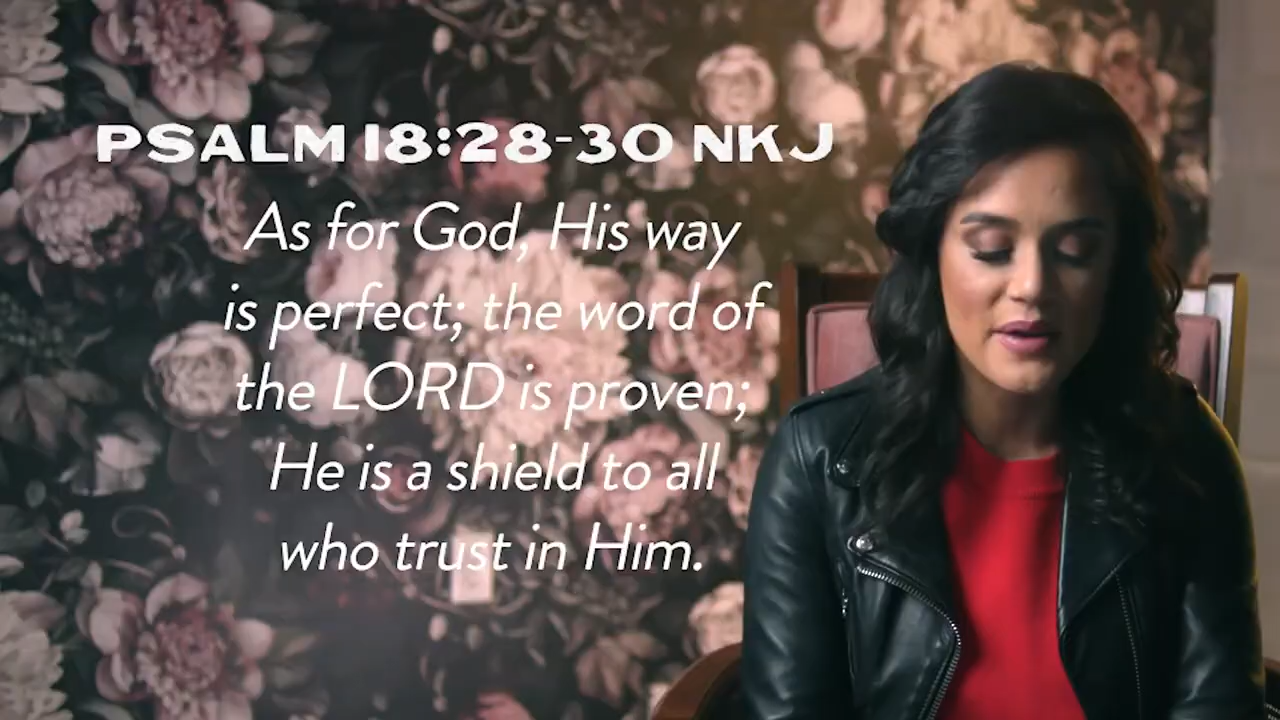 PSALM 18:28-30 NKJ
As for God, His way
is perfect; the word of
the LORD is proven;
He is a shield to all
who trust in Him.